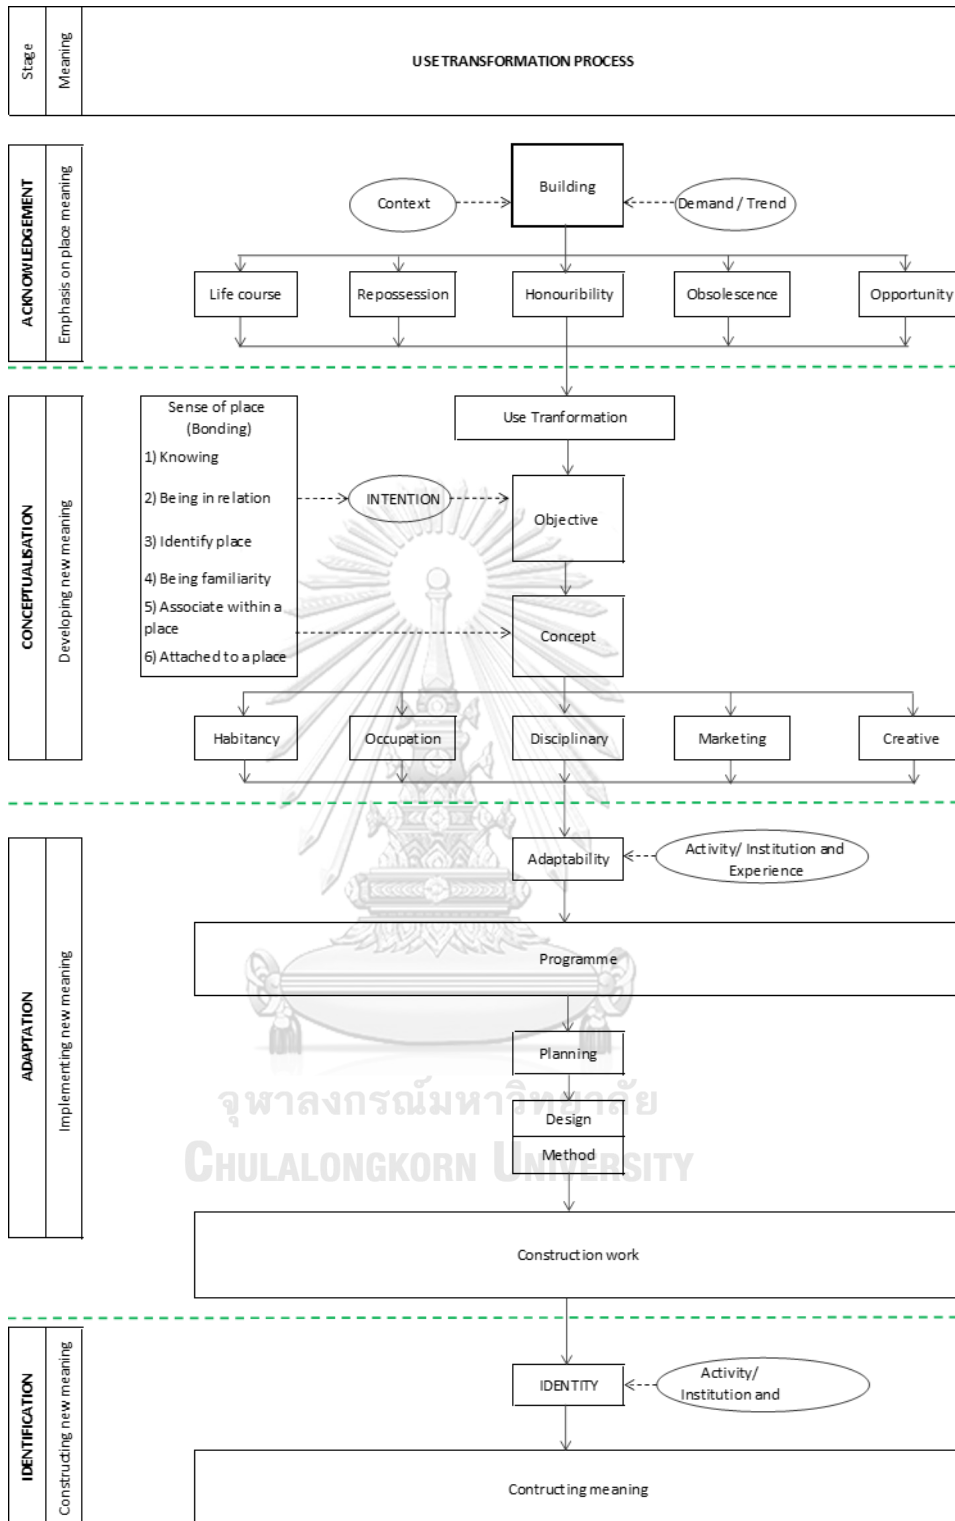 Stage
Meaning
USE TRANSFORMATION PROCESS
ACKNOWLEDGEMENT
Emphasis on place meaning
Building
Context
Demand / Trend
Life course
Repossession
Honouribility
Obsolescence
Opportunity
CONCEPTUALISATION
Developing new meaning
Sense of place
(Bonding)
1) Knowing
2) Being in relation
3) Identify place
4) Being familiarity
5) Associate within a
place
6) Attached to a place
Use Tranformation
INTENTION
Objective
Concept
Habitancy
Occupation
Disciplinary
Marketing
Creative
ADAPTATION
Implementing new meaning
Adaptability
Activity/ Institution and
Experience
Programme
Planning
Design
Method
จุฬาลงกรณ์มหาวิทยาลัย
CHULALONGKORN UNIVERSITY
Construction work
IDENTIFICATION
Constructing new meaning
IDENTITY
Activity/
Institution and
Contructing meaning